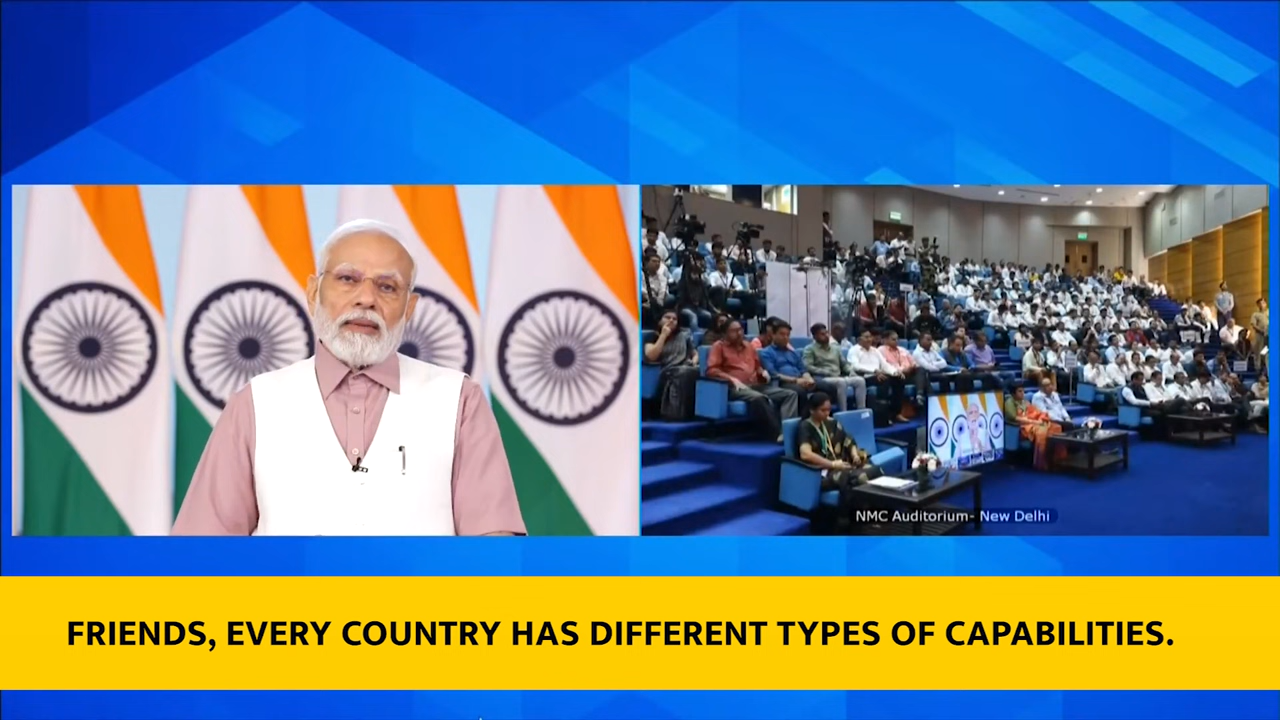 NMC Auditorium- New Delhi
FRIENDS, EVERY COUNTRY HAS DIFFERENT TYPES OF CAPABILITIES.